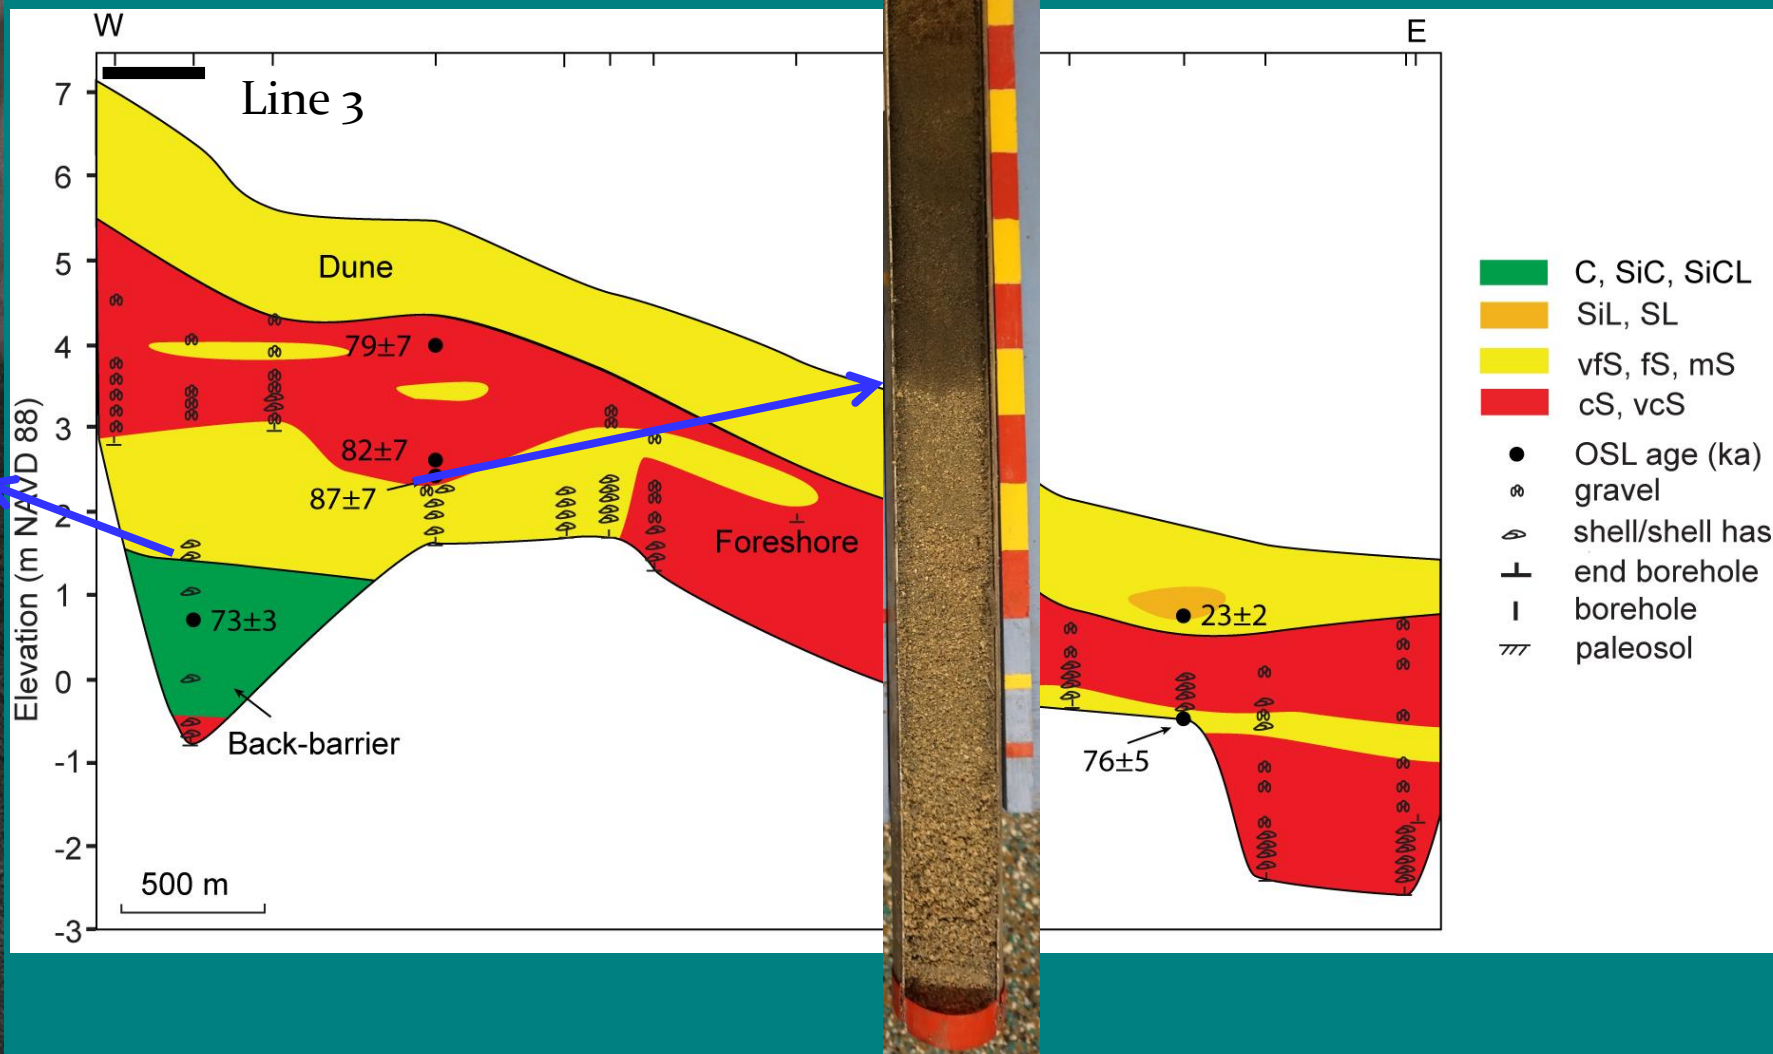 W
E
Line 3
7
6
5
4
3
2
1
0
-1
-2
-3
Elevation (m NAVD 88)
Dune
79±7
82±7
87±7
Foreshore
73±3
Back-barrier
23±2
76±5
500 m
C, SiC, SiCL
SiL, SL
vfS, fS, mS
cS, vcS
OSL age (ka)
gravel
shell/shell has
end borehole
borehole
paleosol